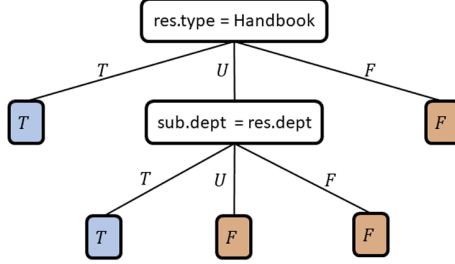 res.type = Handbook
T U F
T sub.dept = res.dept F
T U F
T F F